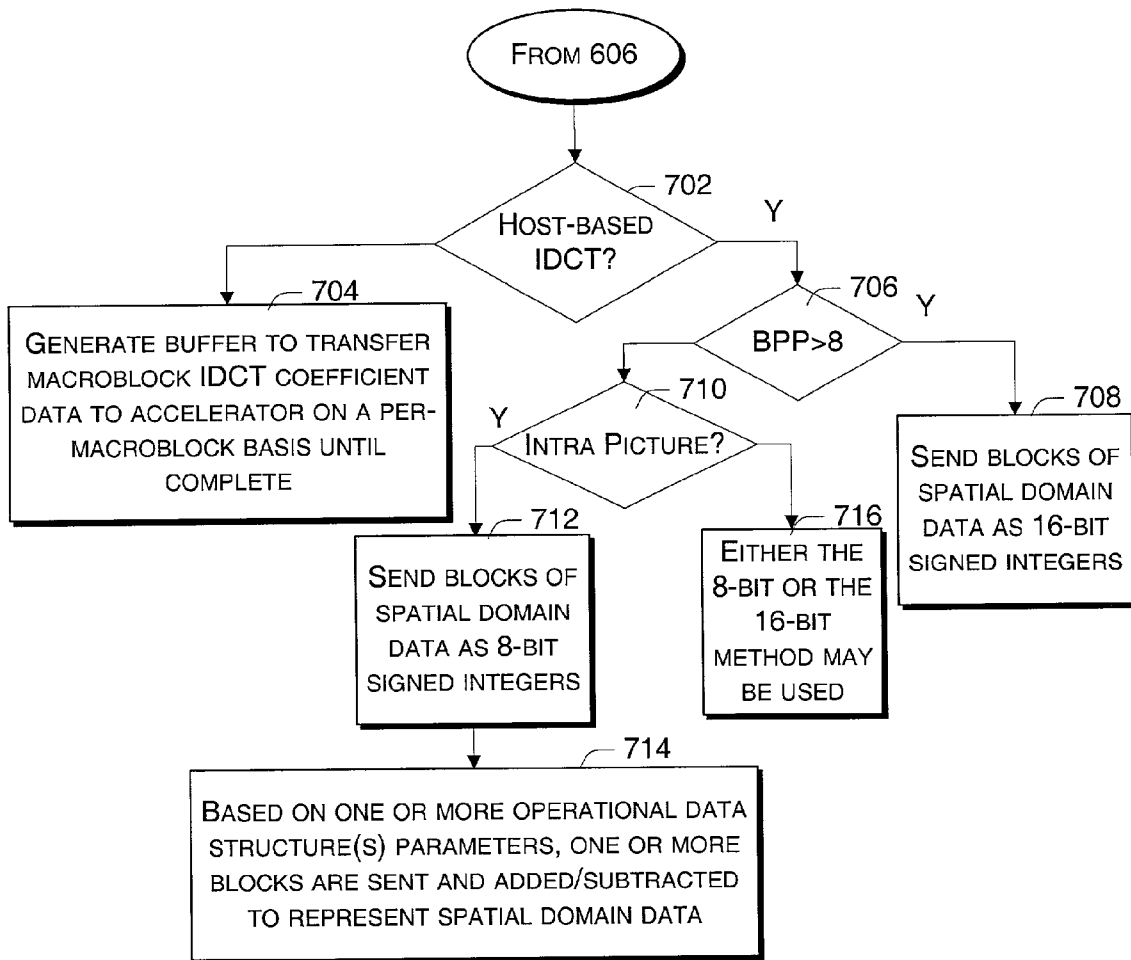 FROM 606
702
HOST-BASED
IDCT?
Y
704
GENERATE BUFFER TO TRANSFER
MACROBLOCK IDCT COEFFICIENT
DATA TO ACCELERATOR ON A PER-
MACROBLOCK BASIS UNTIL
COMPLETE
706
BPP>8
Y
708
SEND BLOCKS OF
SPATIAL DOMAIN
DATA AS 16-BIT
SIGNED INTEGERS
710
INTRA PICTURE?
Y
712
SEND BLOCKS OF
SPATIAL DOMAIN
DATA AS 8-BIT
SIGNED INTEGERS
716
EITHER THE
8-BIT OR THE
16-BIT
METHOD MAY
BE USED
714
BASED ON ONE OR MORE OPERATIONAL DATA
STRUCTURE(S) PARAMETERS, ONE OR MORE
BLOCKS ARE SENT AND ADDED/SUBTRACTED
TO REPRESENT SPATIAL DOMAIN DATA